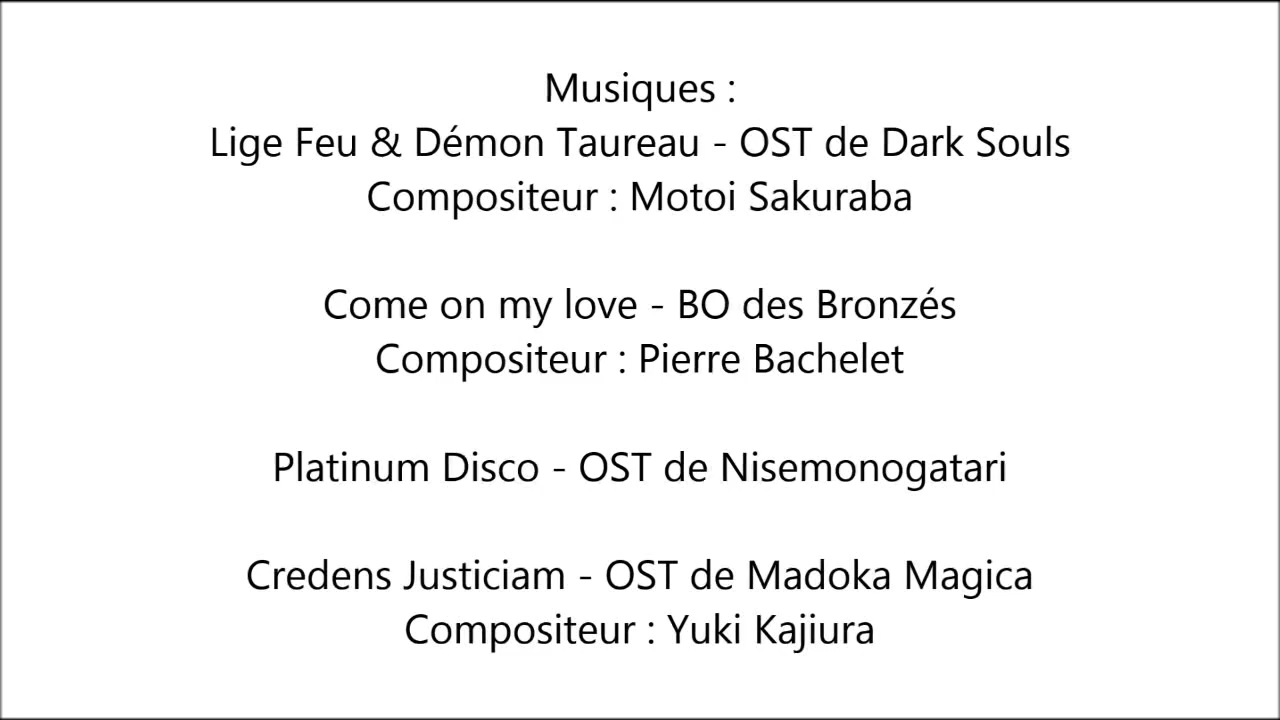 Musiques :
Lige Feu & Démon Taureau - OST de Dark Souls
Compositeur : Motoi Sakuraba
Come on my love - BO des Bronzés
Compositeur : Pierre Bachelet
Platinum Disco - OST de Nisemonogatari
Credens Justiciam - OST de Madoka Magica
Compositeur : Yuki Kajiura